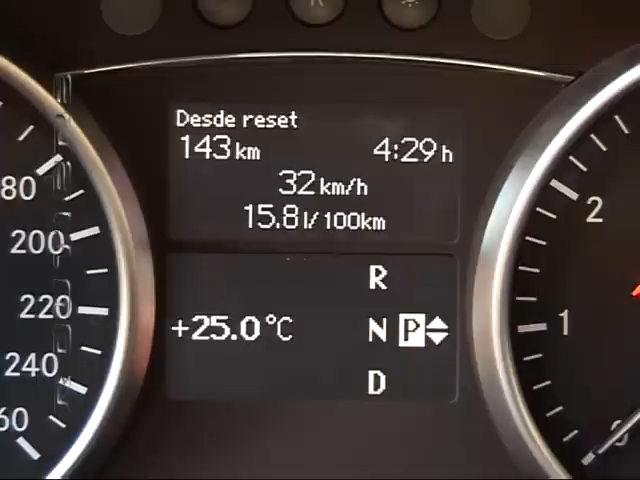 Desde reset
143 km 4:29 h
32 km/h
15.8 l/100km
R
+25.0°C N P
D
80
200
220
240
60
2
1
0